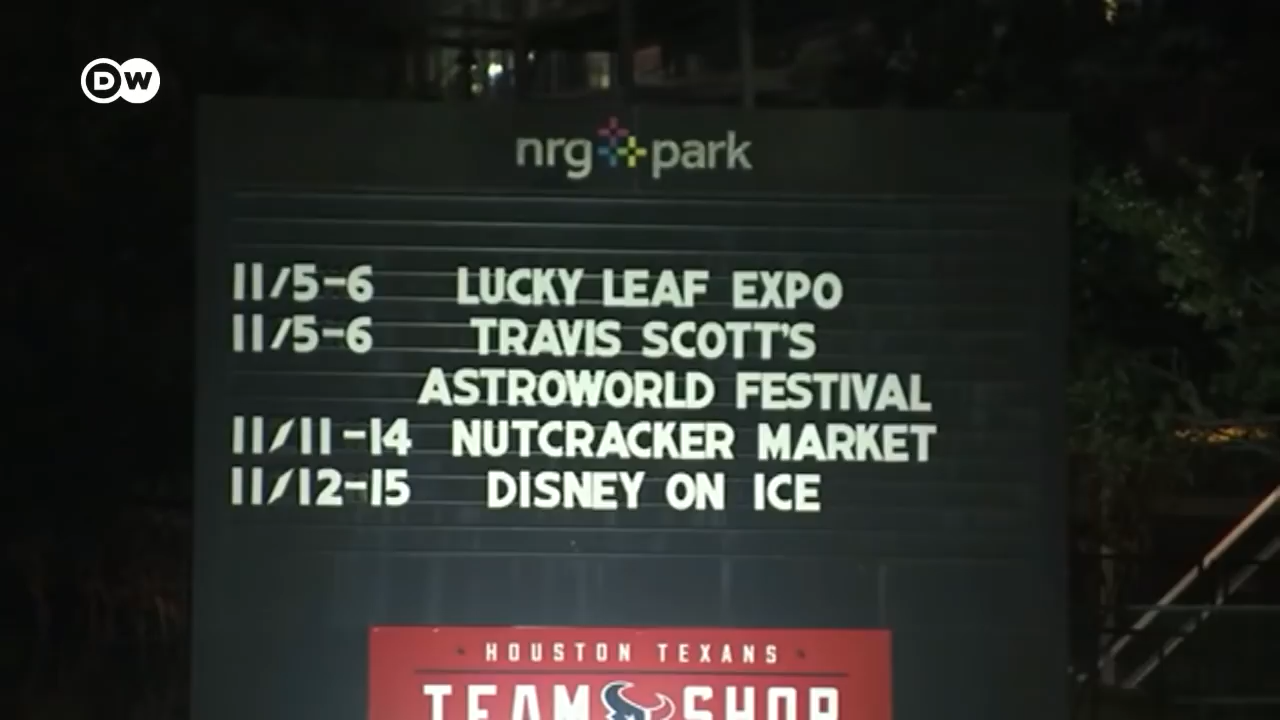 DW
nrg park
11/5-6 LUCKY LEAF EXPO
11/5-6 TRAVIS SCOTT'S
ASTROWORLD FESTIVAL
11/11-14 NUTCRACKER MARKET
11/12-15 DISNEY ON ICE
HOUSTON TEXANS
TEAM SHOP